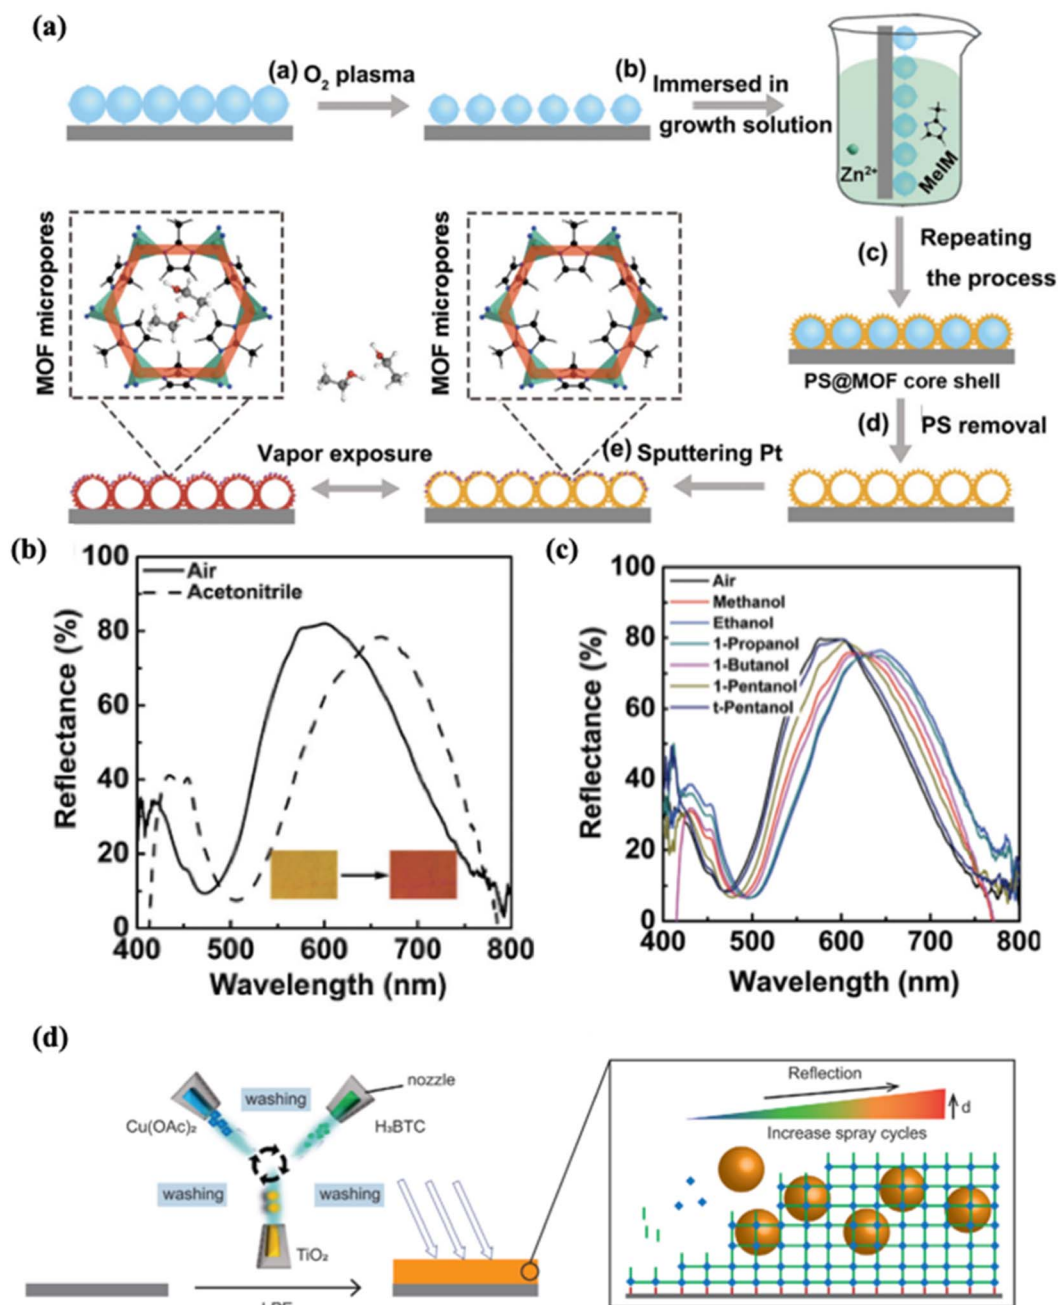 (a)
(a) O₂ plasma
(b) Immersed in
growth solution
Zn²⁺
MeIM
(c) Repeating
the process
MOF micropores
MOF micropores
PS@MOF core shell
(d) PS removal
Vapor exposure
(e) Sputtering Pt
(b)
Air
Acetonitrile
Reflectance (%)
100
80
60
40
20
0
400 500 600 700 800
Wavelength (nm)
(c)
Air
Methanol
Ethanol
1-Propanol
1-Butanol
1-Pentanol
t-Pentanol
Reflectance (%)
100
80
60
40
20
0
400 500 600 700 800
Wavelength (nm)
(d)
nozzle
washing
Cu(OAc)₂
H₃BTC
washing
washing
TiO₂
Reflection
d
Increase spray cycles